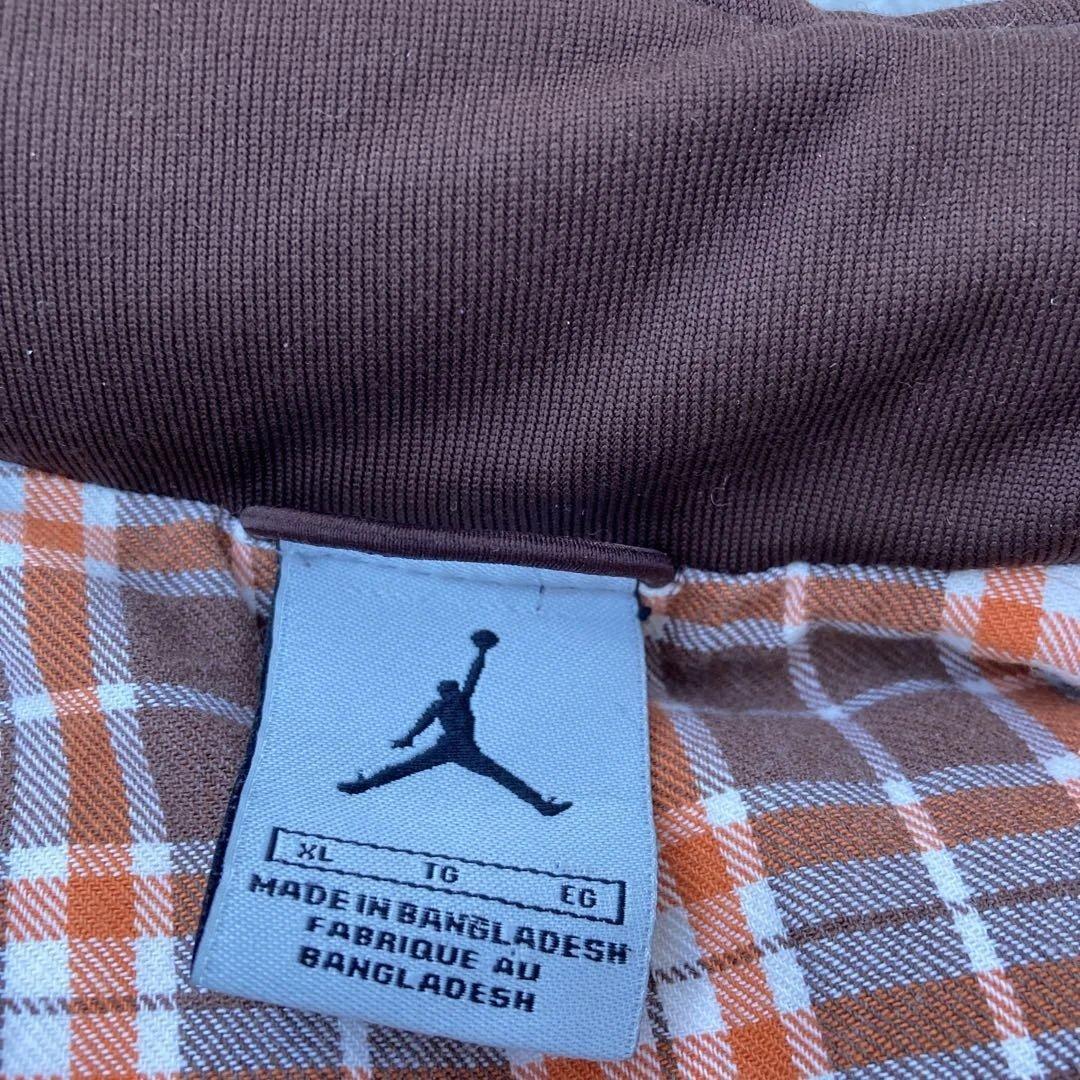 XL TG EG
MADE IN BANGLADESH
FABRIQUE AU
BANGLADESH